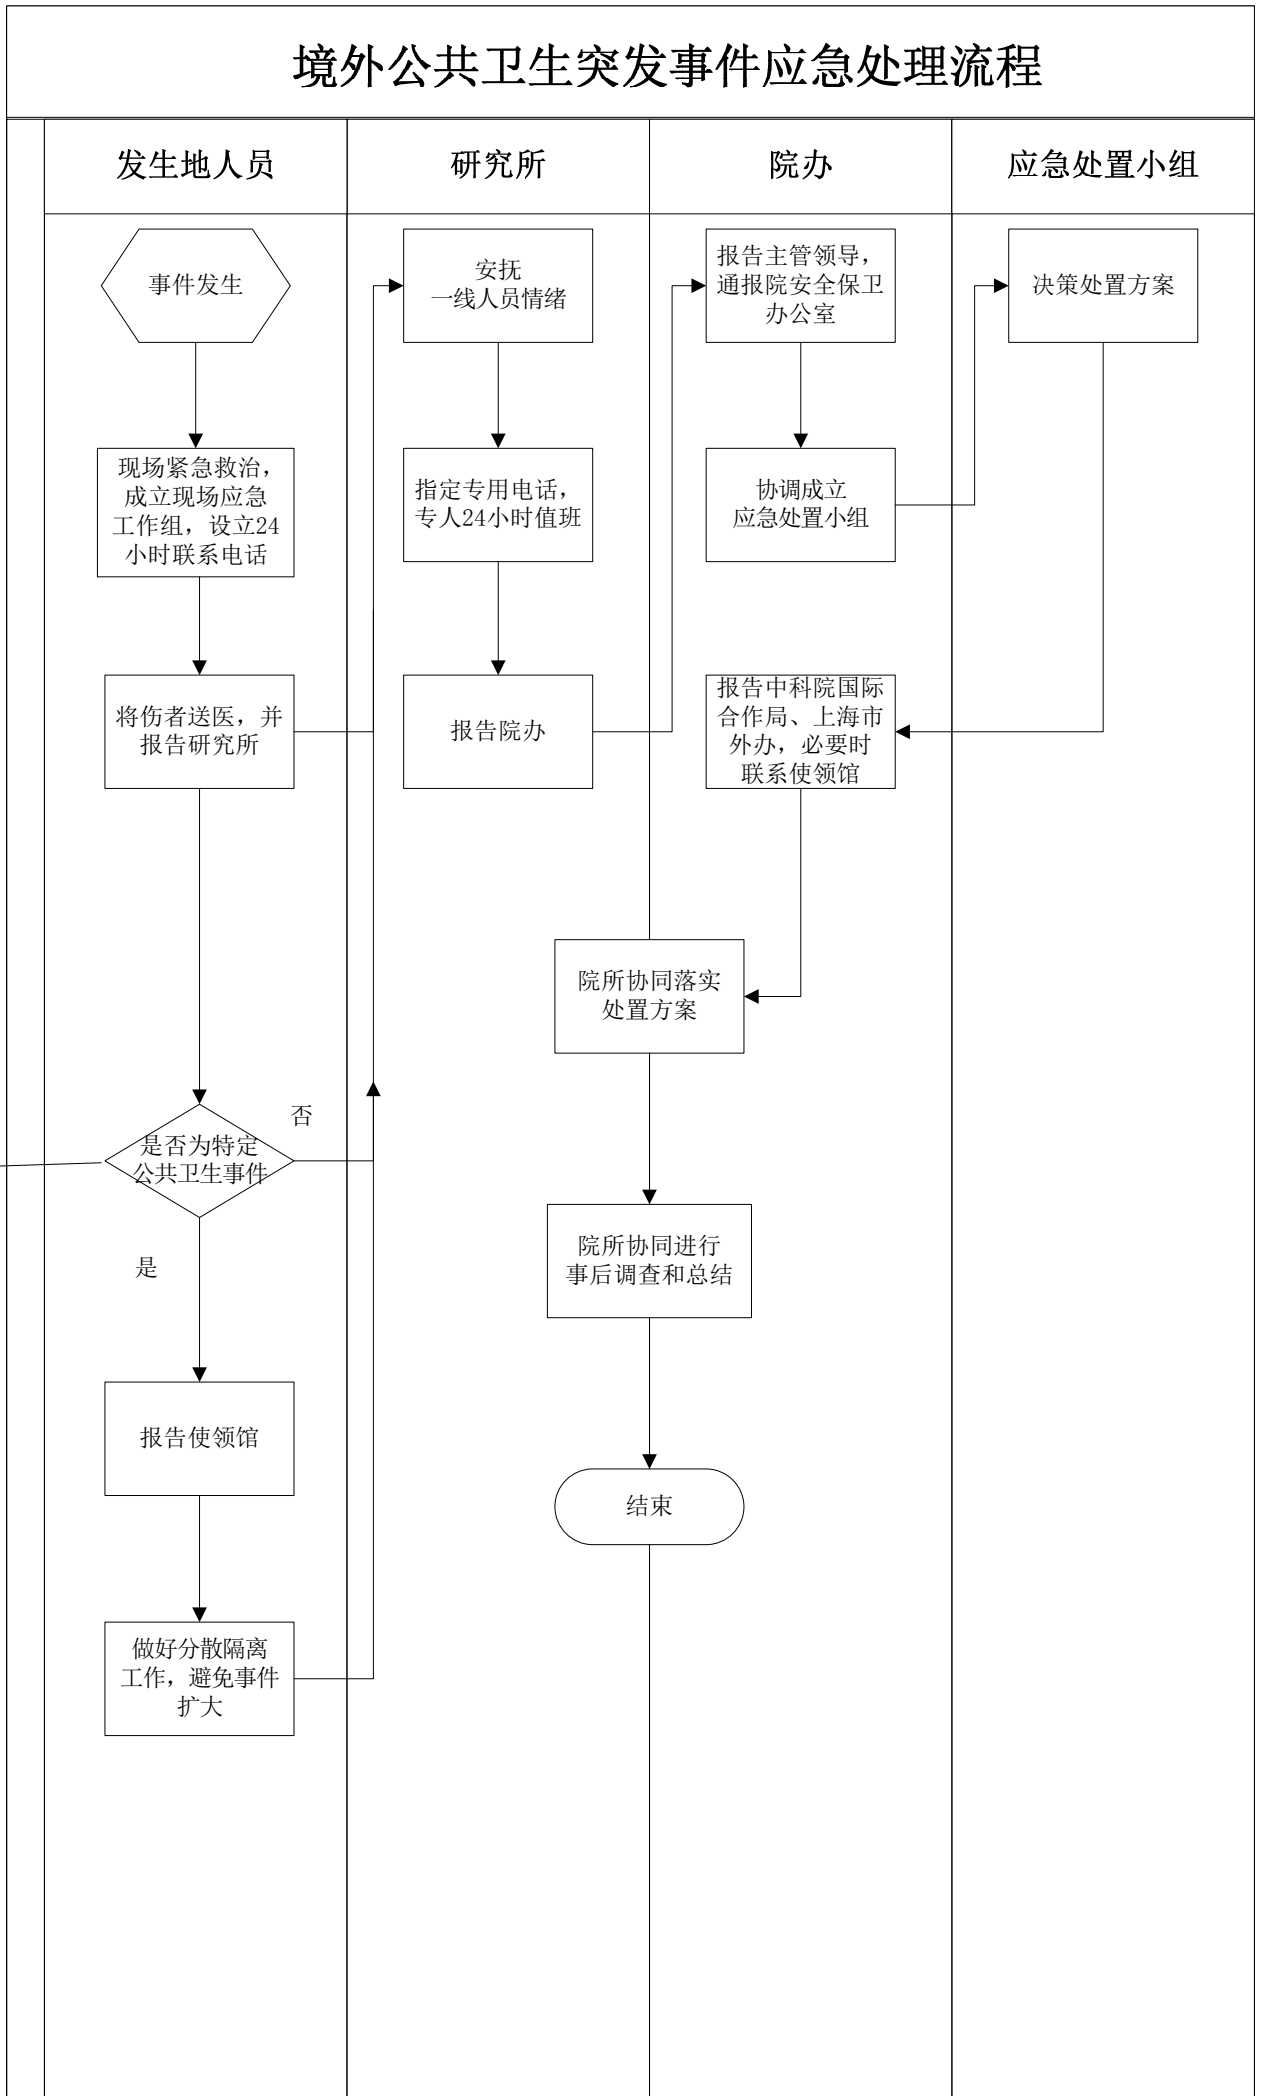 境外公共卫生突发事件应急处理流程
发生地人员
研究所
院办
应急处置小组
事件发生
安抚
一线人员情绪
报告主管领导，
通报院安全保卫
办公室
决策处置方案
现场紧急救治，
成立现场应急
工作组，设立24
小时联系电话
指定专用电话，
专人24小时值班
协调成立
应急处置小组
将伤者送医，并
报告研究所
报告院办
报告中科院国际
合作局、上海市
外办，必要时
联系使领馆
院所协同落实
处置方案
否
是否为特定
公共卫生事件
是
院所协同进行
事后调查和总结
报告使领馆
结束
做好分散隔离
工作，避免事件
扩大